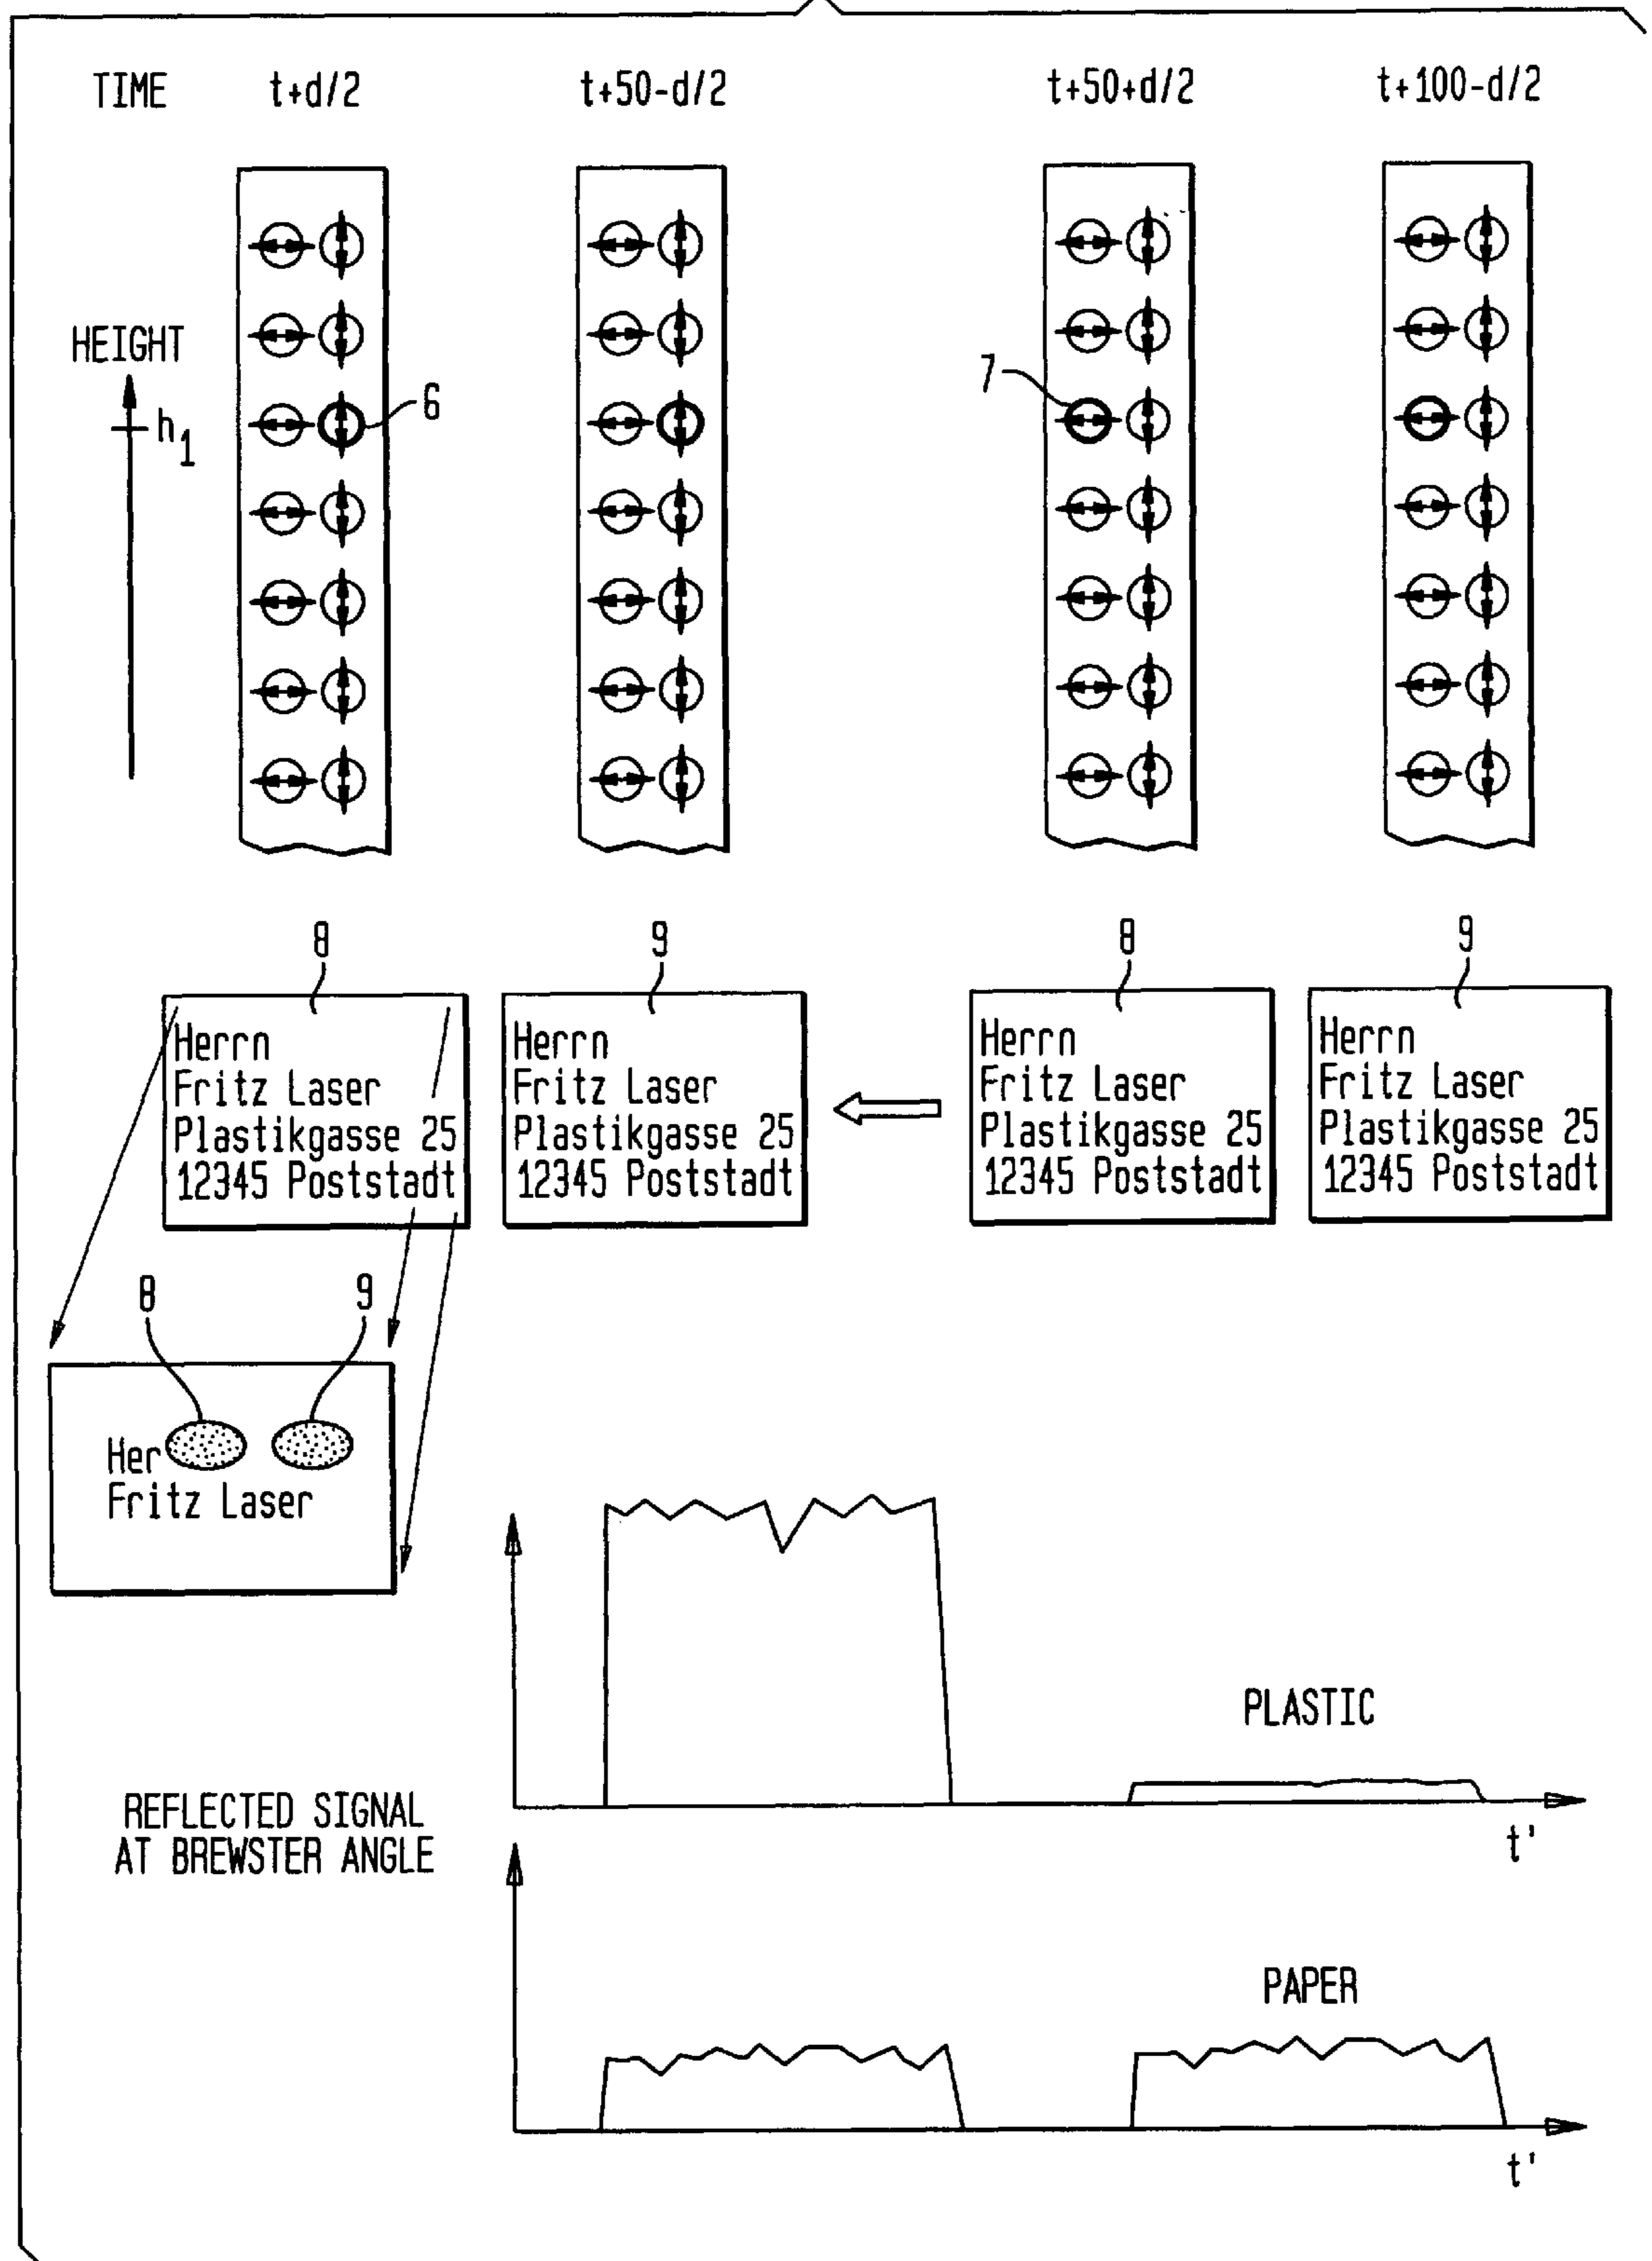 TIME t+d/2 t+50-d/2 t+50+d/2 t+100-d/2
HEIGHT
h1
6
7
8 9 8 9
Herrn
Fritz Laser
Plastikgasse 25
12345 Poststadt
Herrn
Fritz Laser
Plastikgasse 25
12345 Poststadt
Herrn
Fritz Laser
Plastikgasse 25
12345 Poststadt
Herrn
Fritz Laser
Plastikgasse 25
12345 Poststadt
8 9
Her
Fritz Laser
PLASTIC
REFLECTED SIGNAL
AT BREWSTER ANGLE
t'
PAPER
t'